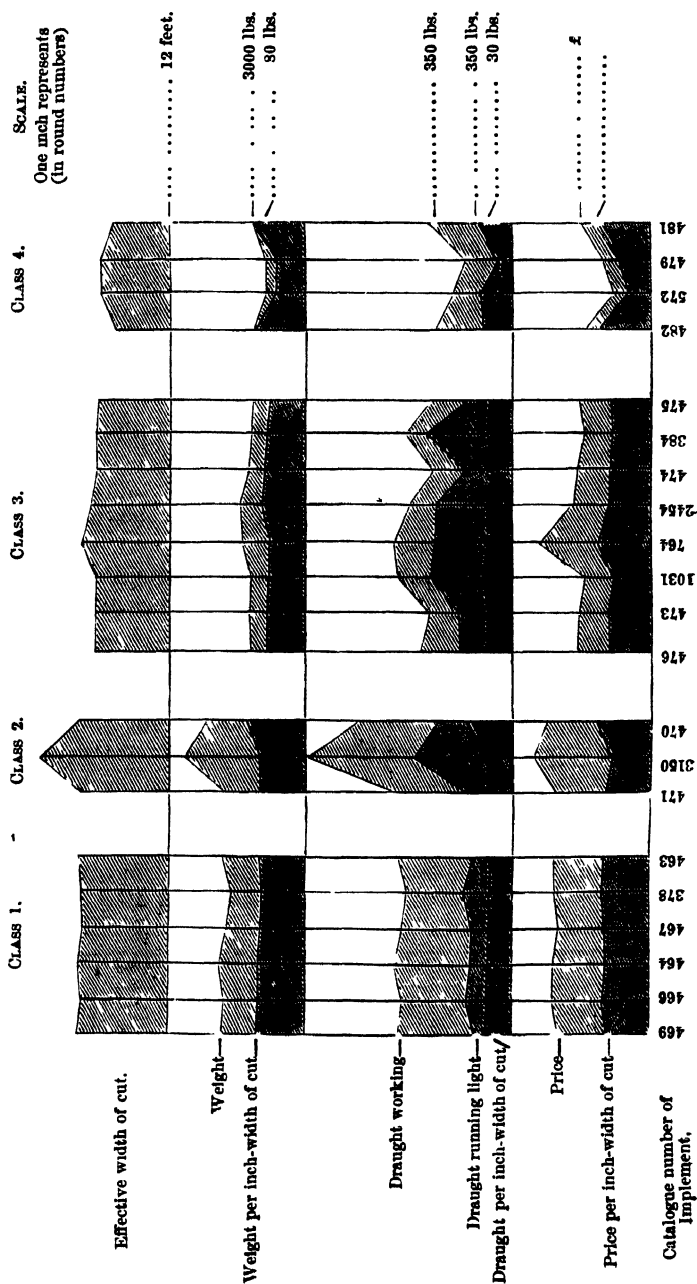 CLASS 1.
CLASS 2.
CLASS 3.
CLASS 4.
SCALE.
One inch represents
(in round numbers)
Effective width of cut.
12 feet.
Weight
3000 lbs.
Weight per inch-width of cut
80 lbs.
Draught working
350 lbs.
Draught running light
350 lbs.
Draught per inch-width of cut
30 lbs.
Price
£
Price per inch-width of cut
Catalogue number of
Implement.
469 466 464 467 378 463 471 3150 470 476 473 1031 764 2454 474 384 475 482 572 479 481